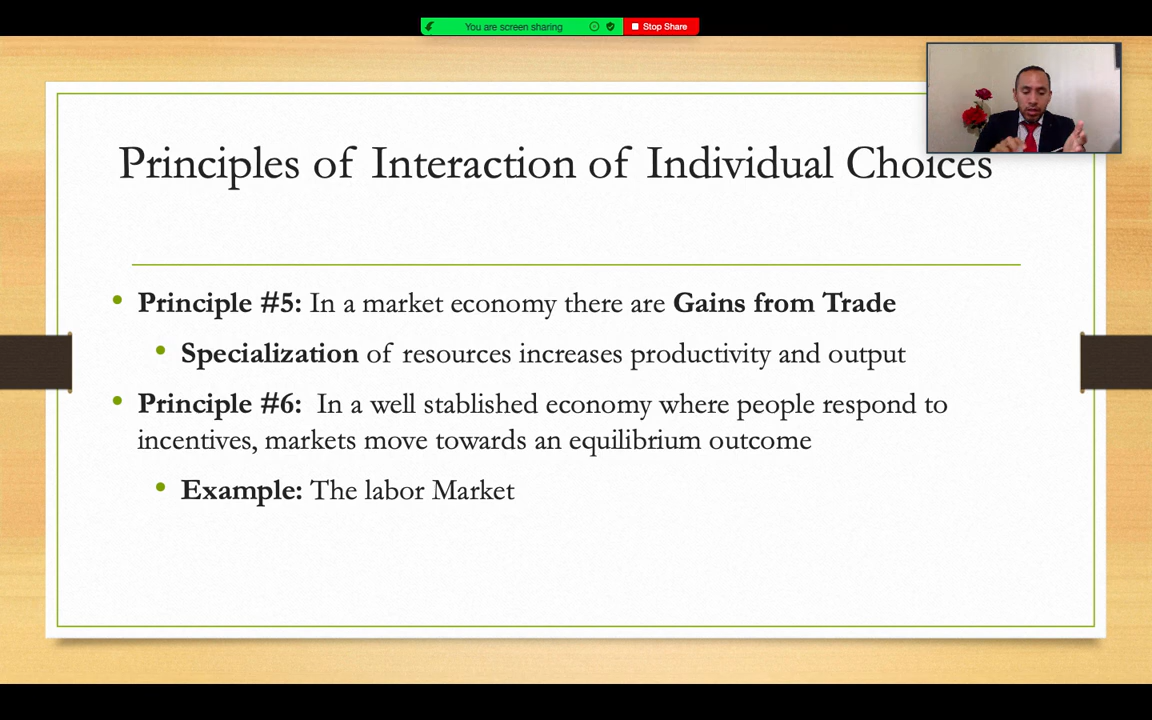 You are screen sharing
Stop Share
Principles of Interaction of Individual Choices
Principle #5: In a market economy there are Gains from Trade
Specialization of resources increases productivity and output
Principle #6: In a well stablished economy where people respond to
incentives, markets move towards an equilibrium outcome
Example: The labor Market